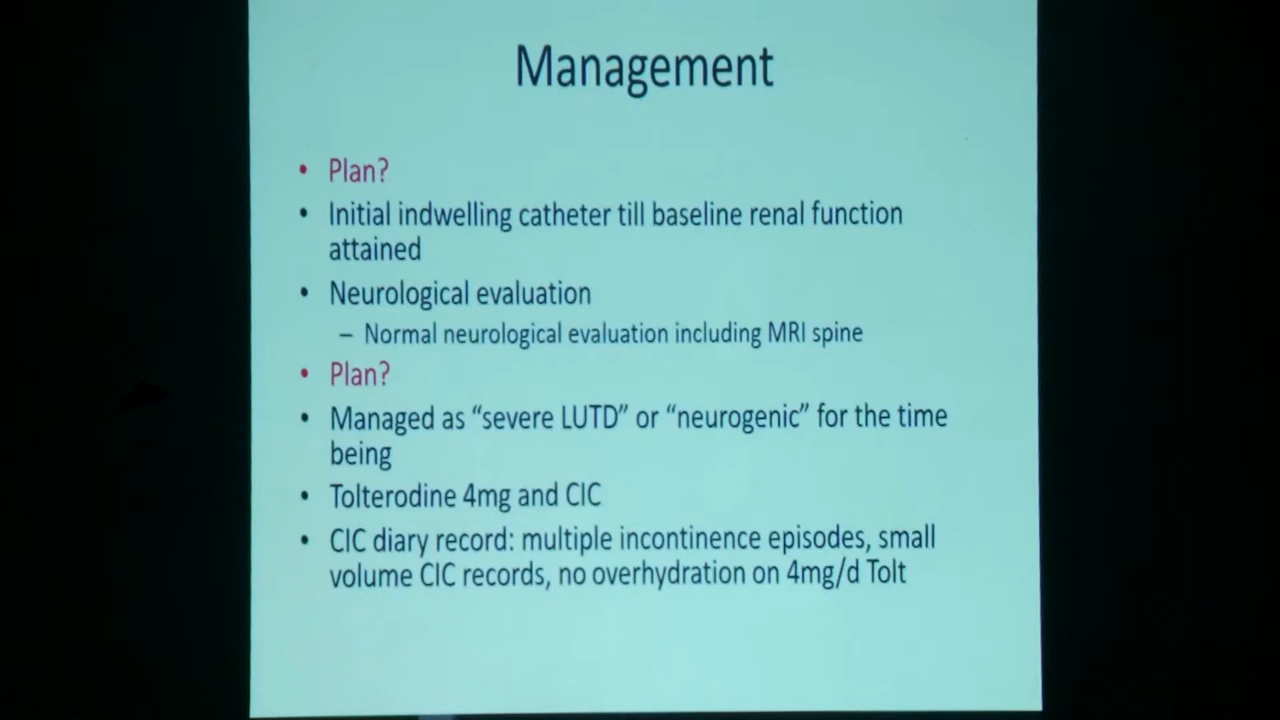 Management
• Plan?
• Initial indwelling catheter till baseline renal function
attained
• Neurological evaluation
– Normal neurological evaluation including MRI spine
• Plan?
• Managed as “severe LUTD” or “neurogenic” for the time
being
• Tolterodine 4mg and CIC
• CIC diary record: multiple incontinence episodes, small
volume CIC records, no overhydration on 4mg/d Tolt